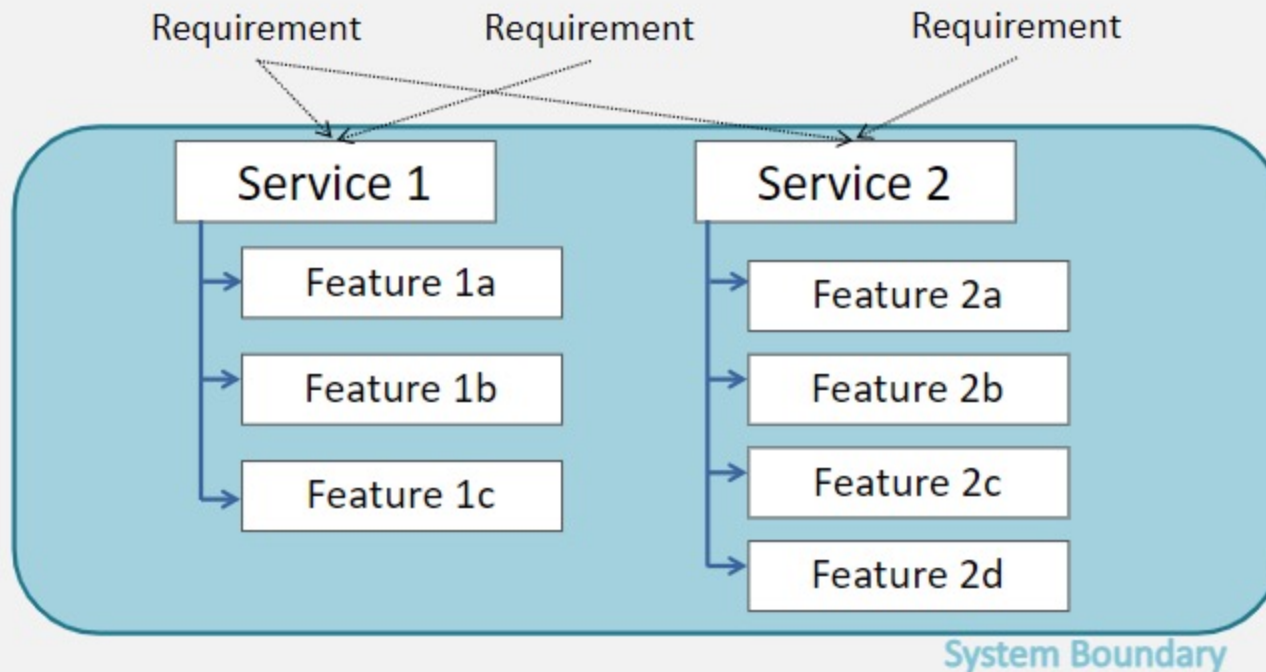 Requirement
Requirement
Requirement
Service 1
Feature 1a
Feature 1b
Feature 1c
Service 2
Feature 2a
Feature 2b
Feature 2c
Feature 2d
System Boundary